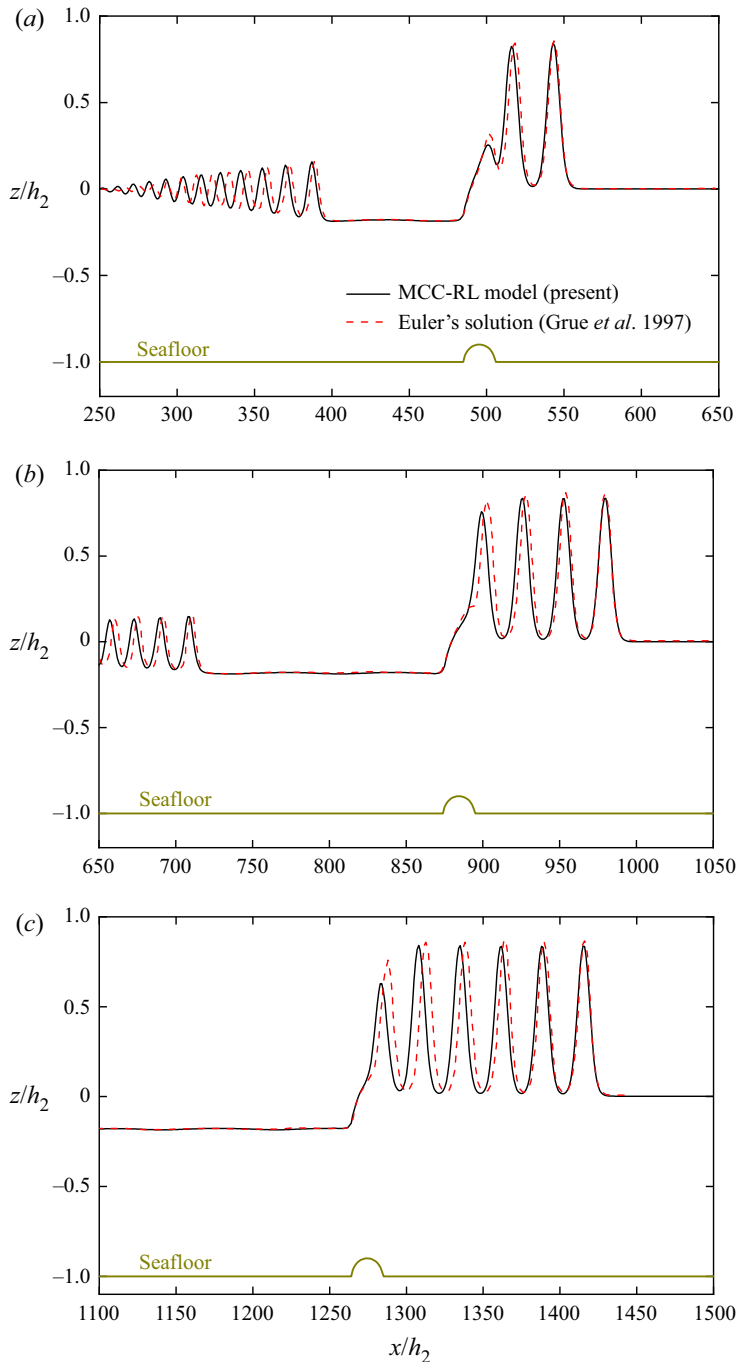 (a)
1.0
0.5
0
–0.5
–1.0
z/h2
MCC-RL model (present)
Euler's solution (Grue et al. 1997)
Seafloor
250 300 350 400 450 500 550 600 650
(b)
1.0
0.5
0
–0.5
–1.0
z/h2
Seafloor
650 700 750 800 850 900 950 1000 1050
(c)
1.0
0.5
0
–0.5
–1.0
z/h2
Seafloor
1100 1150 1200 1250 1300 1350 1400 1450 1500
x/h2